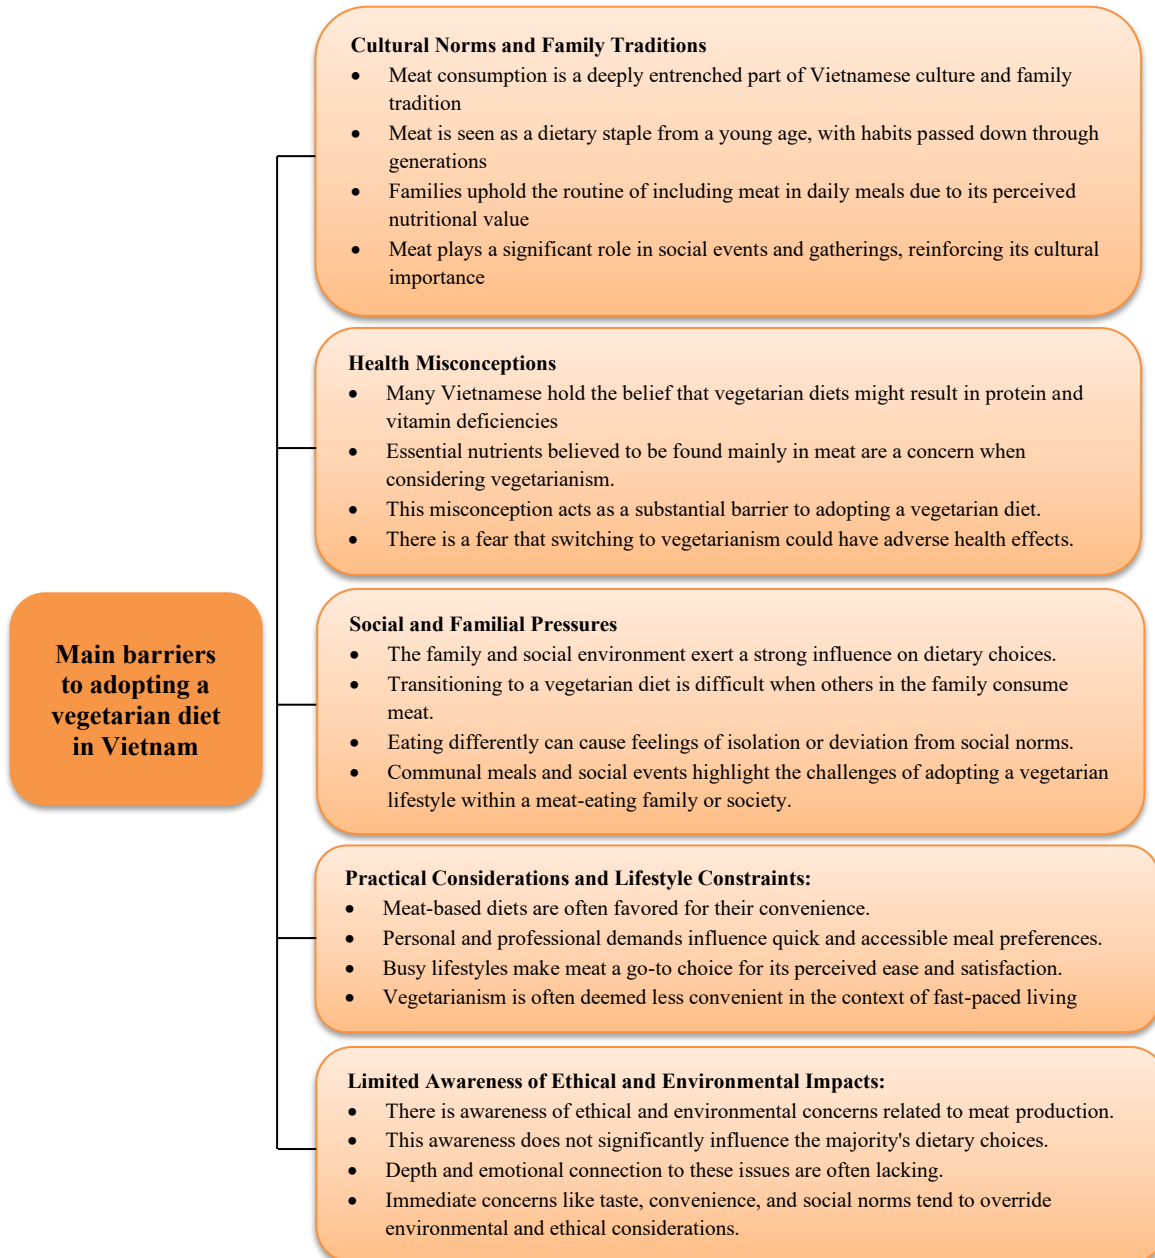 Cultural Norms and Family Traditions
• Meat consumption is a deeply entrenched part of Vietnamese culture and family
tradition
• Meat is seen as a dietary staple from a young age, with habits passed down through
generations
• Families uphold the routine of including meat in daily meals due to its perceived
nutritional value
• Meat plays a significant role in social events and gatherings, reinforcing its cultural
importance
Health Misconceptions
• Many Vietnamese hold the belief that vegetarian diets might result in protein and
vitamin deficiencies
• Essential nutrients believed to be found mainly in meat are a concern when
considering vegetarianism.
• This misconception acts as a substantial barrier to adopting a vegetarian diet.
• There is a fear that switching to vegetarianism could have adverse health effects.
Main barriers
to adopting a
vegetarian diet
in Vietnam
Social and Familial Pressures
• The family and social environment exert a strong influence on dietary choices.
• Transitioning to a vegetarian diet is difficult when others in the family consume
meat.
• Eating differently can cause feelings of isolation or deviation from social norms.
• Communal meals and social events highlight the challenges of adopting a vegetarian
lifestyle within a meat-eating family or society.
Practical Considerations and Lifestyle Constraints:
• Meat-based diets are often favored for their convenience.
• Personal and professional demands influence quick and accessible meal preferences.
• Busy lifestyles make meat a go-to choice for its perceived ease and satisfaction.
• Vegetarianism is often deemed less convenient in the context of fast-paced living
Limited Awareness of Ethical and Environmental Impacts:
• There is awareness of ethical and environmental concerns related to meat production.
• This awareness does not significantly influence the majority's dietary choices.
• Depth and emotional connection to these issues are often lacking.
• Immediate concerns like taste, convenience, and social norms tend to override
environmental and ethical considerations.